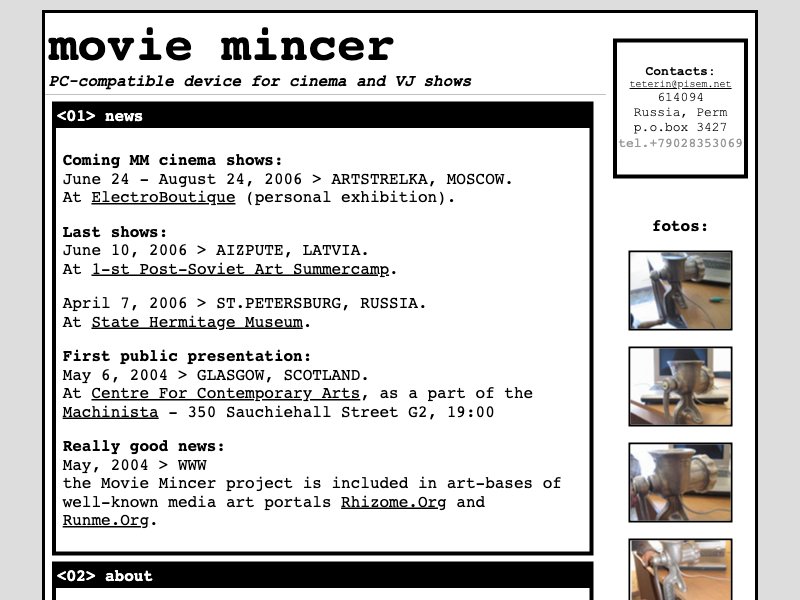 movie mincer
PC-compatible device for cinema and VJ shows
<01> news
Coming MM cinema shows:
June 24 - August 24, 2006 > ARTSTRELKA, MOSCOW.
At ElectroBoutique (personal exhibition).
Last shows:
June 10, 2006 > AIZPUTE, LATVIA.
At 1-st Post-Soviet Art Summercamp.
April 7, 2006 > ST.PETERSBURG, RUSSIA.
At State Hermitage Museum.
First public presentation:
May 6, 2004 > GLASGOW, SCOTLAND.
At Centre For Contemporary Arts, as a part of the
Machinista - 350 Sauchiehall Street G2, 19:00
Really good news:
May, 2004 > WWW
the Movie Mincer project is included in art-bases of
well-known media art portals Rhizome.Org and
Runme.Org.
<02> about
Contacts:
teterin@pisem.net
614094
Russia, Perm
p.o.box 3427
tel.+79028353069
fotos: